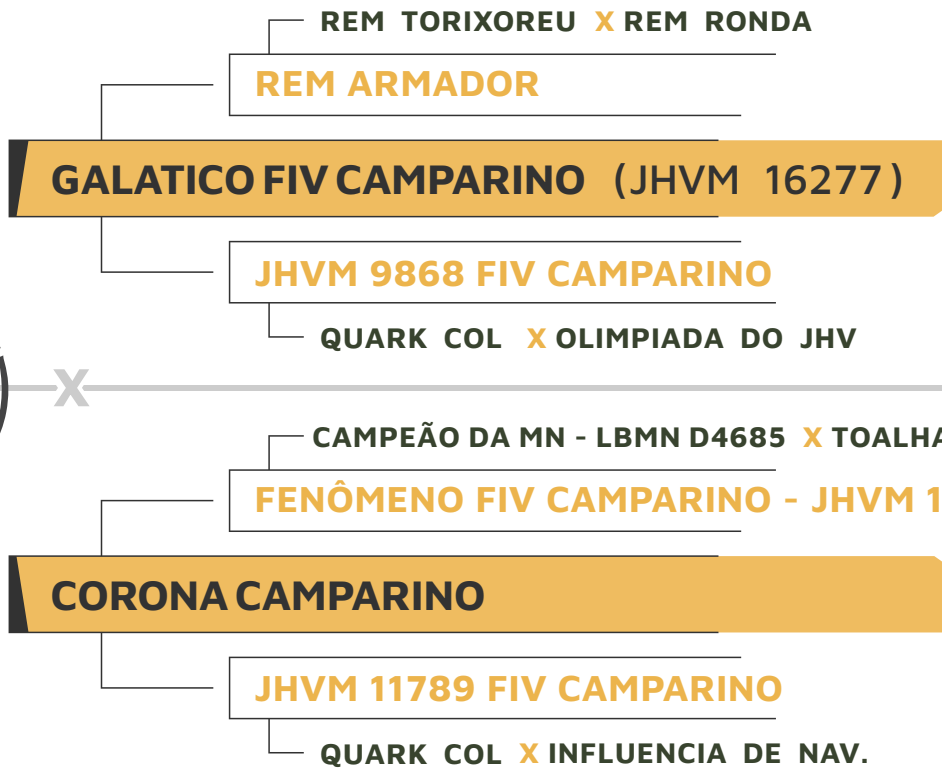 REM TORIXOREU X REM RONDA
REM ARMADOR
GALATICO FIV CAMPARINO (JHVM 16277)
JHVM 9868 FIV CAMPARINO
QUARK COL X OLIMPIADA DO JHV
X
CAMPEÃO DA MN - LBMN D4685 X TOALHA
FENÔMENO FIV CAMPARINO - JHVM 1
CORONA CAMPARINO
JHVM 11789 FIV CAMPARINO
QUARK COL X INFLUENCIA DE NAV.